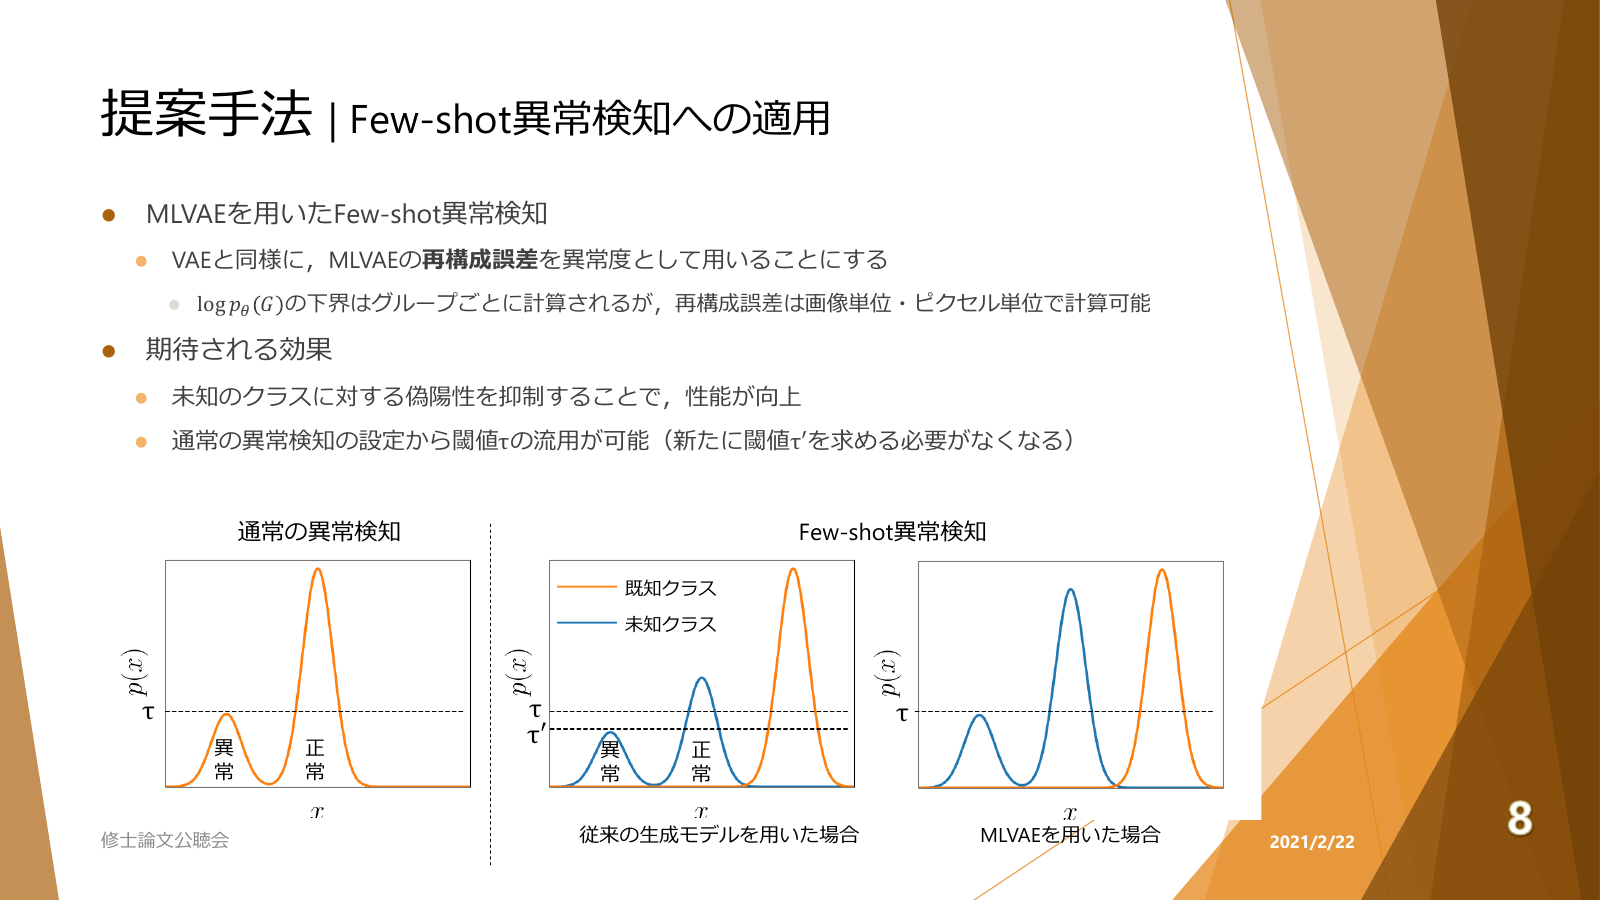 提案手法 | Few-shot異常検知への適用
MLVAEを用いたFew-shot異常検知
VAEと同様に，MLVAEの再構成誤差を異常度として用いることにする
log pθ(G)の下界はグループごとに計算されるが，再構成誤差は画像単位・ピクセル単位で計算可能
期待される効果
未知のクラスに対する偽陽性を抑制することで，性能が向上
通常の異常検知の設定から閾値τの流用が可能（新たに閾値τ′を求める必要がなくなる）
通常の異常検知
p(x)
τ
異常
正常
x
Few-shot異常検知
既知クラス
未知クラス
p(x)
τ
τ′
異常
正常
x
従来の生成モデルを用いた場合
p(x)
τ
x
MLVAEを用いた場合
修士論文公聴会
2021/2/22
8